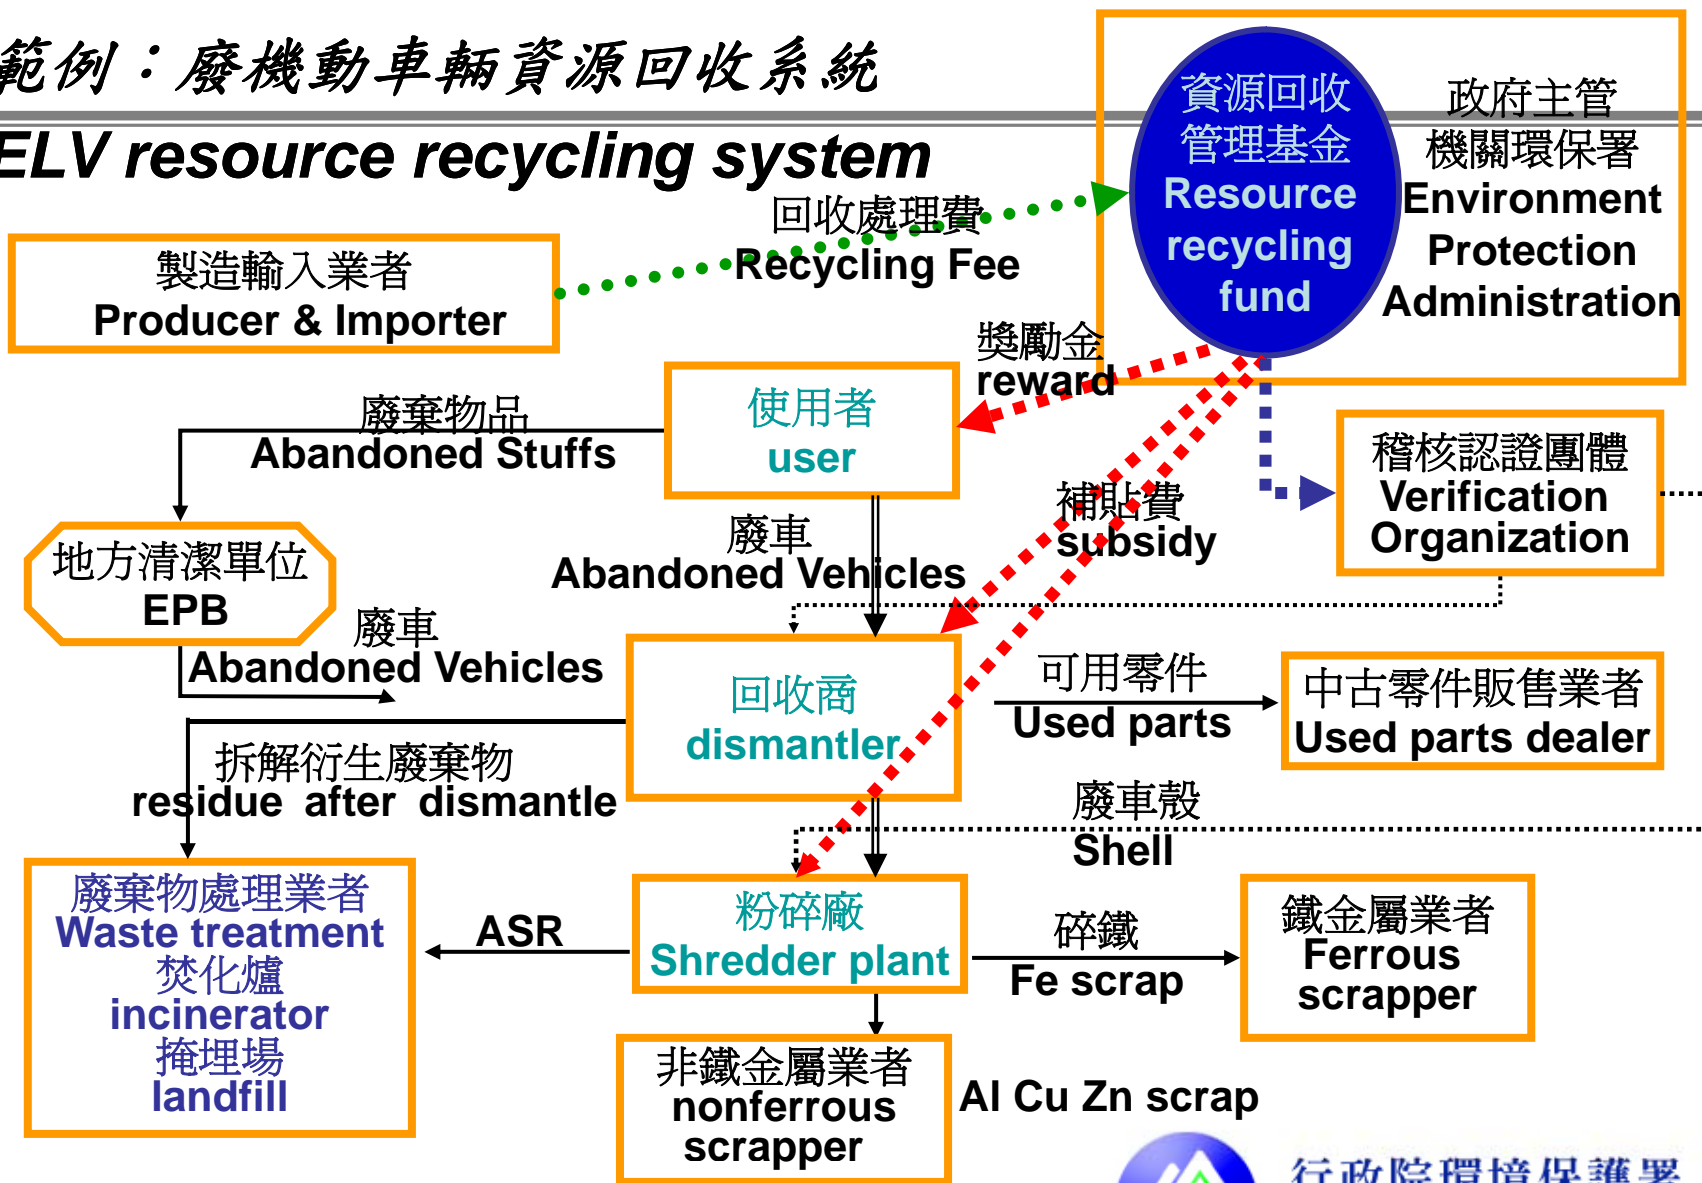 範例：廢機動車輛資源回收系統
ELV resource recycling system
資源回收
管理基金
Resource
recycling
fund
政府主管
機關環保署
Environment
Protection
Administration
回收處理費
Recycling Fee
製造輸入業者
Producer & Importer
獎勵金
reward
使用者
user
廢棄物品
Abandoned Stuffs
稽核認證團體
Verification
Organization
補貼費
subsidy
廢車
Abandoned Vehicles
地方清潔單位
EPB
廢車
Abandoned Vehicles
回收商
dismantler
可用零件
Used parts
中古零件販售業者
Used parts dealer
拆解衍生廢棄物
residue after dismantle
廢車殼
Shell
廢棄物處理業者
Waste treatment
焚化爐
incinerator
掩埋場
landfill
ASR
粉碎廠
Shredder plant
碎鐵
Fe scrap
鐵金屬業者
Ferrous
scrapper
非鐵金屬業者
nonferrous
scrapper
Al Cu Zn scrap
行政院環境保護署